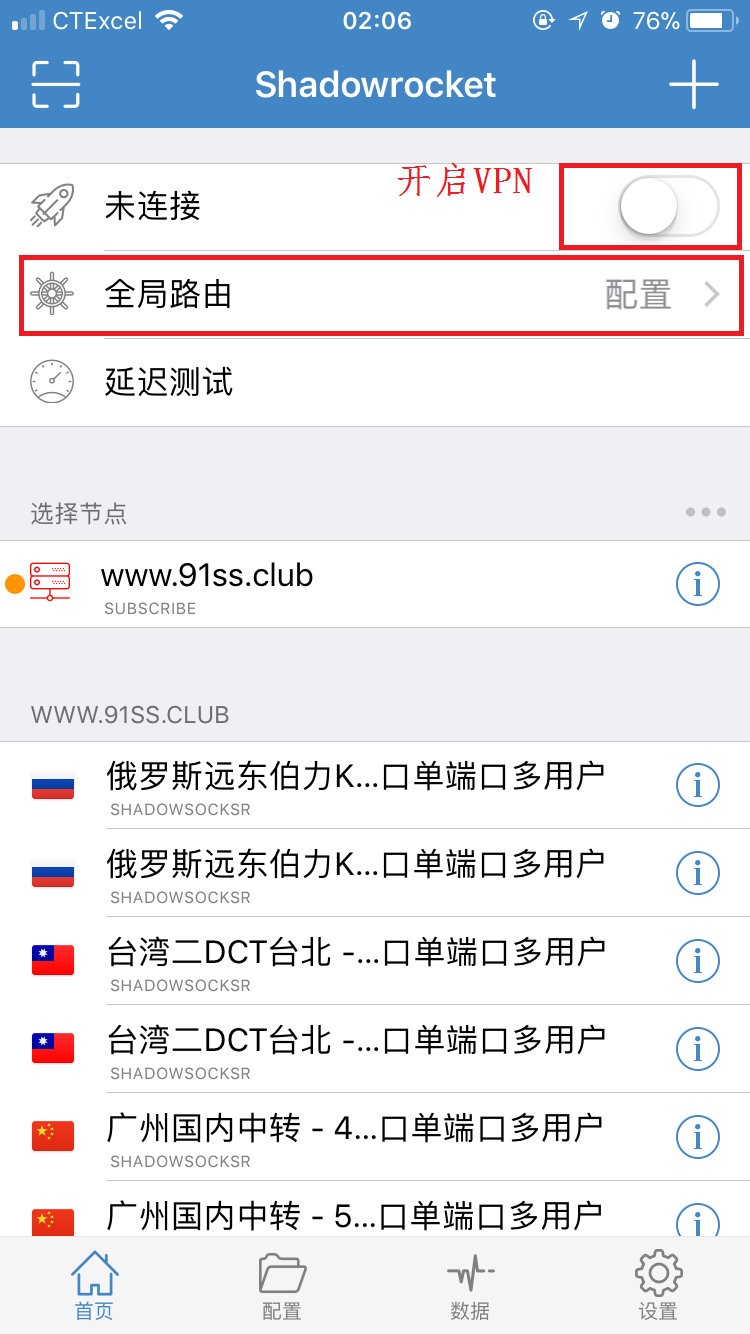 CTExcel 02:06 76%
Shadowrocket
开启VPN
未连接
全局路由 配置
延迟测试
选择节点
www.91ss.club
SUBSCRIBE
WWW.91SS.CLUB
俄罗斯远东伯力K...口单端口多用户
SHADOWSOCKSR
俄罗斯远东伯力K...口单端口多用户
SHADOWSOCKSR
台湾二DCT台北 -...口单端口多用户
SHADOWSOCKSR
台湾二DCT台北 -...口单端口多用户
SHADOWSOCKSR
广州国内中转 - 4...口单端口多用户
SHADOWSOCKSR
广州国内中转 - 5...口单端口多用户
首页 配置 数据 设置